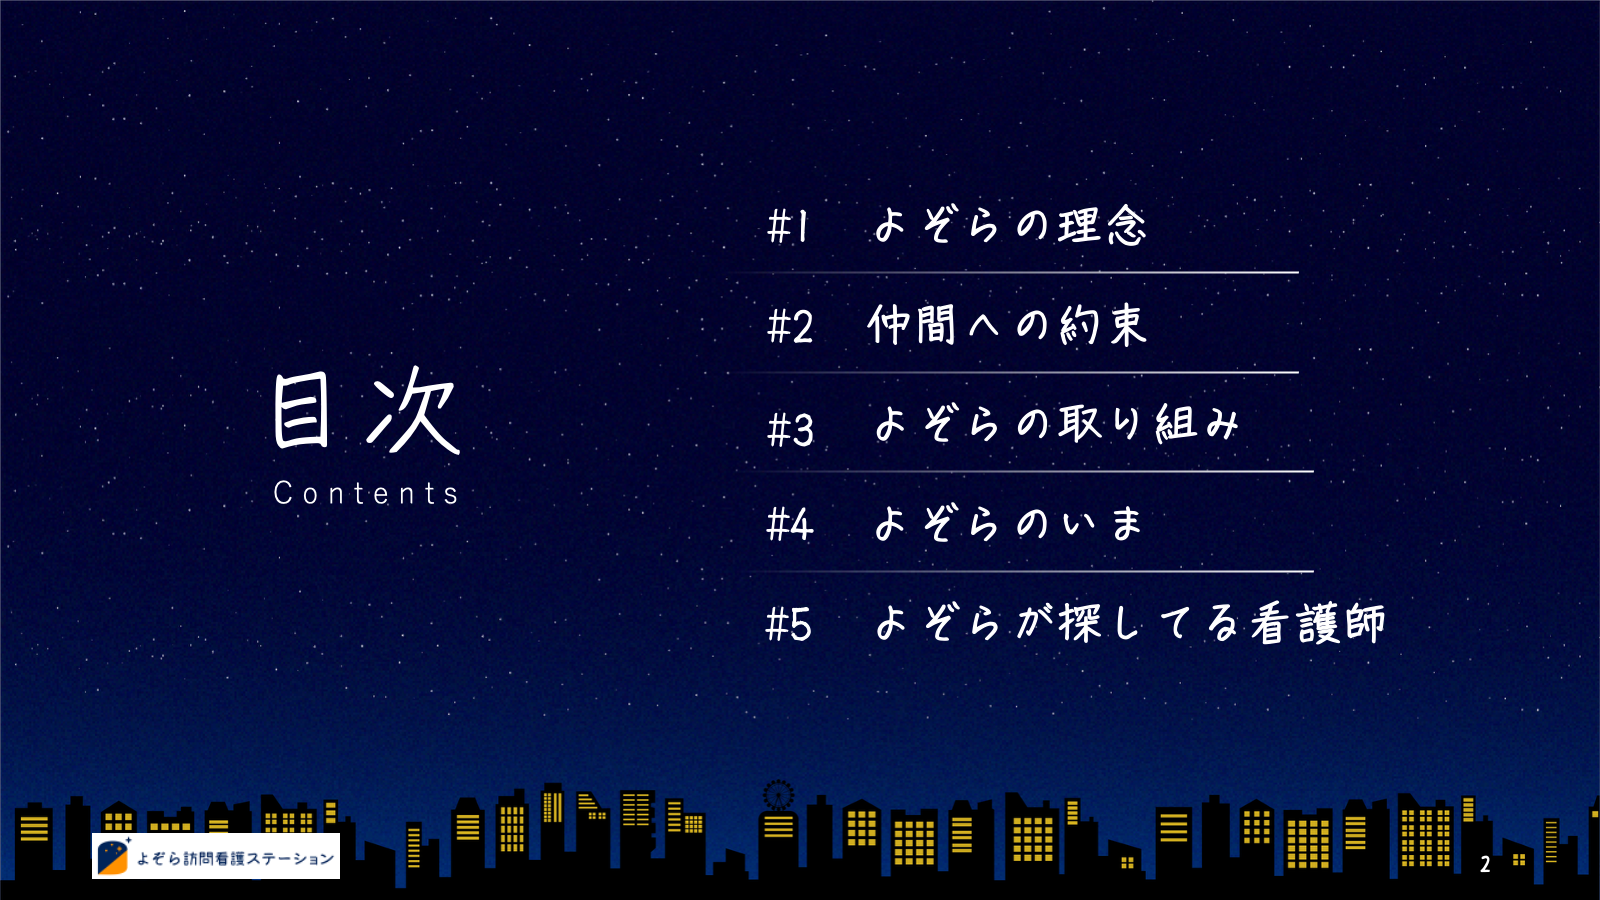 目次
Contents
#1 よぞらの理念
#2 仲間への約束
#3 よぞらの取り組み
#4 よぞらのいま
#5 よぞらが探してる看護師
よぞら訪問看護ステーション
2